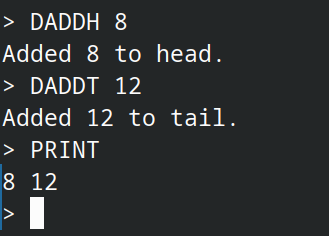 > DADDH 8
Added 8 to head.
> DADDT 12
Added 12 to tail.
> PRINT
8 12
>